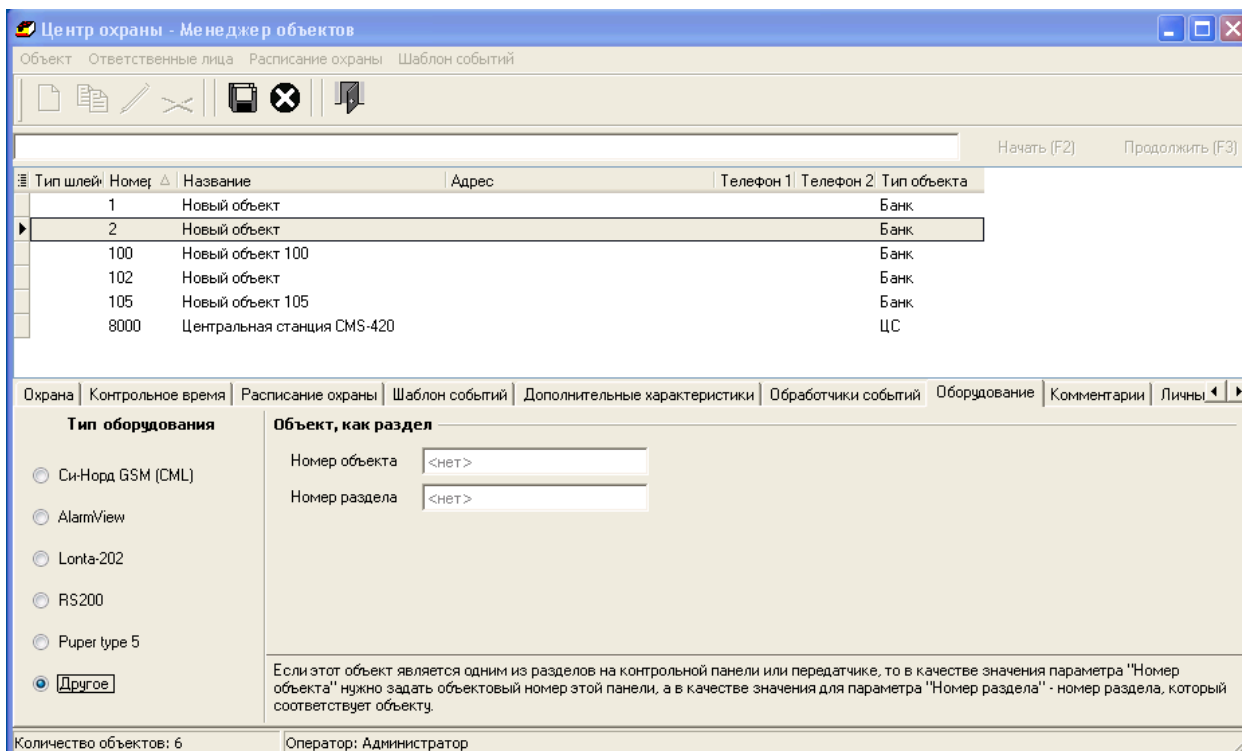 Центр охраны - Менеджер объектов
Объект Ответственные лица Расписание охраны Шаблон событий
Начать (F2) Продолжить (F3)
Тип шлей Номер Название Адрес Телефон 1 Телефон 2 Тип объекта
1 Новый объект Банк
2 Новый объект Банк
100 Новый объект 100 Банк
102 Новый объект Банк
105 Новый объект 105 Банк
8000 Центральная станция CMS-420 ЦС
Охрана Контрольное время Расписание охраны Шаблон событий Дополнительные характеристики Обработчики событий Оборудование Комментарии Личны
Тип оборудования Объект, как раздел
Номер объекта <нет>
Си-Норд GSM (CML)
Номер раздела <нет>
AlarmView
Lonta-202
RS200
Puper type 5
Другое
Если этот объект является одним из разделов на контрольной панели или передатчике, то в качестве значения параметра "Номер
объекта" нужно задать объектовый номер этой панели, а в качестве значения для параметра "Номер раздела" - номер раздела, который
соответствует объекту.
Количество объектов: 6 Оператор: Администратор